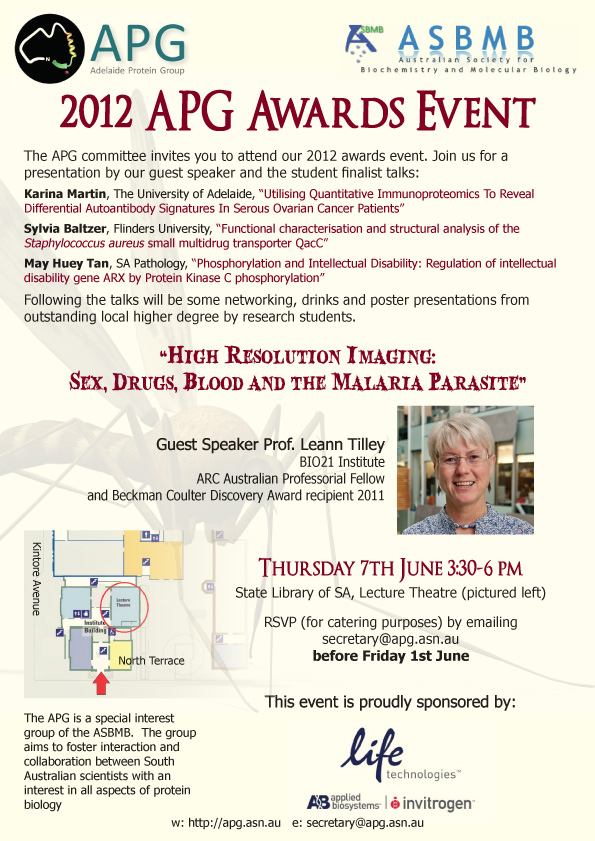 APG
Adelaide Protein Group
N
ASBMB
ASBMB
Australian Society for
Biochemistry and Molecular Biology
2012 APG AWARDS EVENT
The APG committee invites you to attend our 2012 awards event. Join us for a
presentation by our guest speaker and the student finalist talks:
Karina Martin, The University of Adelaide, “Utilising Quantitative Immunoproteomics To Reveal
Differential Autoantibody Signatures In Serous Ovarian Cancer Patients”
Sylvia Baltzer, Flinders University, “Functional characterisation and structural analysis of the
Staphylococcus aureus small multidrug transporter QacC”
May Huey Tan, SA Pathology, “Phosphorylation and Intellectual Disability: Regulation of intellectual
disability gene ARX by Protein Kinase C phosphorylation”
Following the talks will be some networking, drinks and poster presentations from
outstanding local higher degree by research students.
“HIGH RESOLUTION IMAGING:
SEX, DRUGS, BLOOD AND THE MALARIA PARASITE”
Guest Speaker Prof. Leann Tilley
BIO21 Institute
ARC Australian Professorial Fellow
and Beckman Coulter Discovery Award recipient 2011
Kintore Avenue
Lecture
Theatre
Institute
Building
North Terrace
THURSDAY 7TH JUNE 3:30-6 PM
State Library of SA, Lecture Theatre (pictured left)
RSVP (for catering purposes) by emailing
secretary@apg.asn.au
before Friday 1st June
This event is proudly sponsored by:
life
technologies™
AB applied
biosystems™ | invitrogen™
The APG is a special interest
group of the ASBMB. The group
aims to foster interaction and
collaboration between South
Australian scientists with an
interest in all aspects of protein
biology
w: http://apg.asn.au e: secretary@apg.asn.au